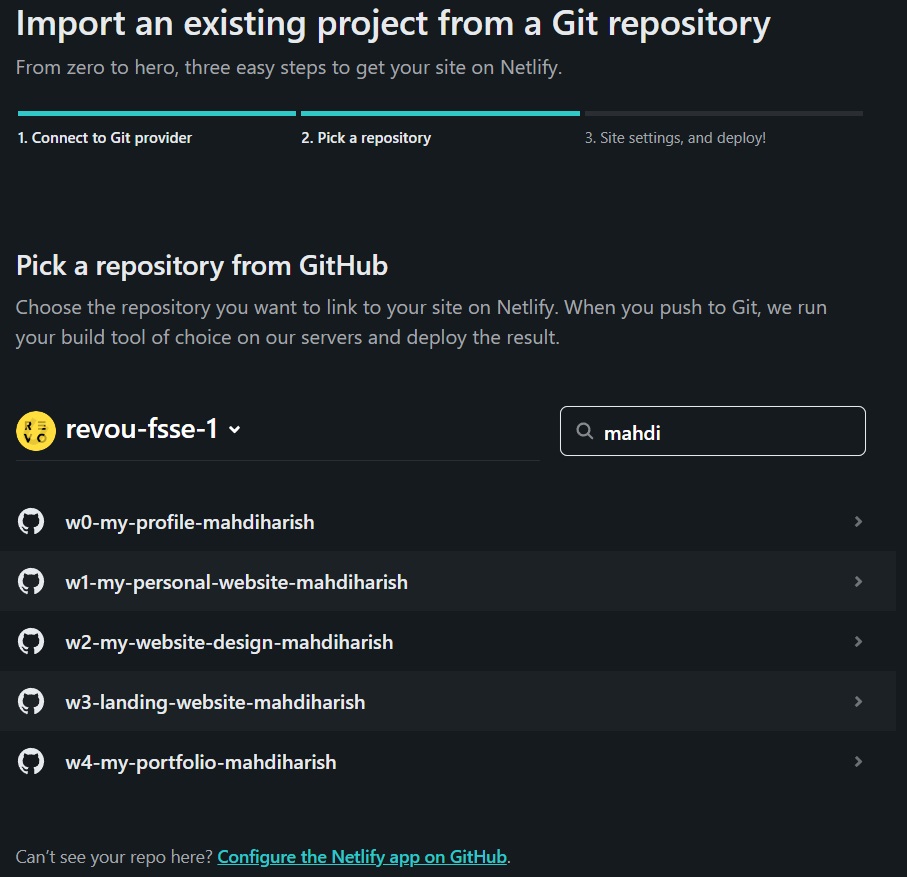 Import an existing project from a Git repository
From zero to hero, three easy steps to get your site on Netlify.
1. Connect to Git provider
2. Pick a repository
3. Site settings, and deploy!
Pick a repository from GitHub
Choose the repository you want to link to your site on Netlify. When you push to Git, we run
your build tool of choice on our servers and deploy the result.
REVO
revou-fsse-1
mahdi
w0-my-profile-mahdiharish
w1-my-personal-website-mahdiharish
w2-my-website-design-mahdiharish
w3-landing-website-mahdiharish
w4-my-portfolio-mahdiharish
Can’t see your repo here? Configure the Netlify app on GitHub.